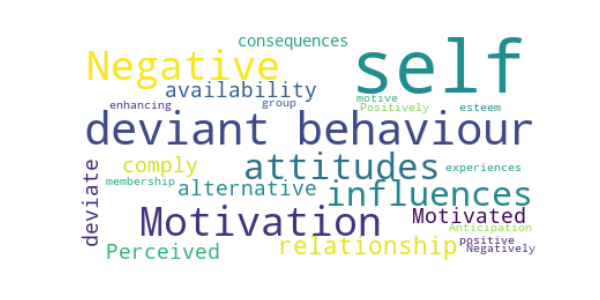 consequences
self
Negative
availability
motive
enhancing
group
Positively
esteem
deviant behaviour
comply
attitudes
experiences
deviate
membership
alternative
influences
Motivation
Motivated
Anticipation
Perceived
relationship
positive
Negatively